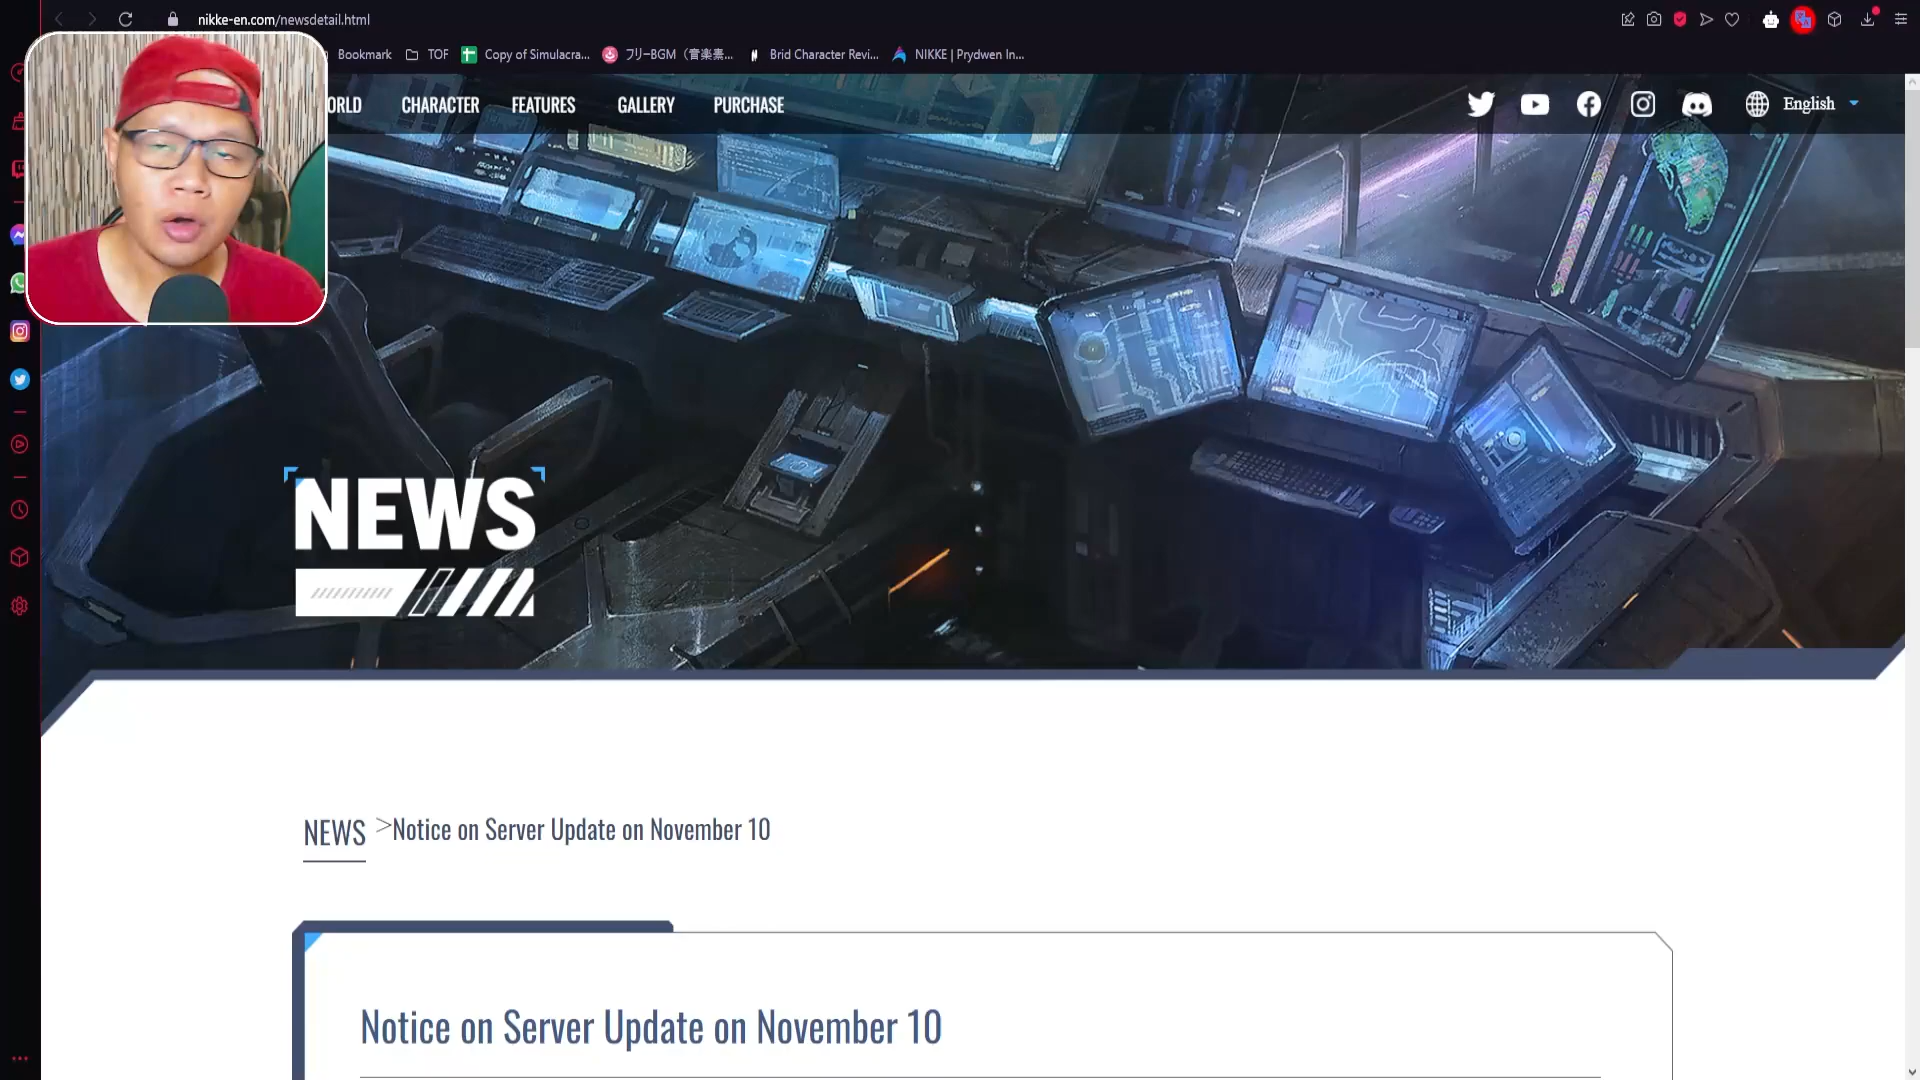 nikke-en.com/newsdetail.html
Bookmark
TOF
Copy of Simulacra...
フリーBGM（音楽素...
Brid Character Revi...
NIKKE | Prydwen In...
ORLD
CHARACTER
FEATURES
GALLERY
PURCHASE
English
NEWS
NEWS >Notice on Server Update on November 10
Notice on Server Update on November 10